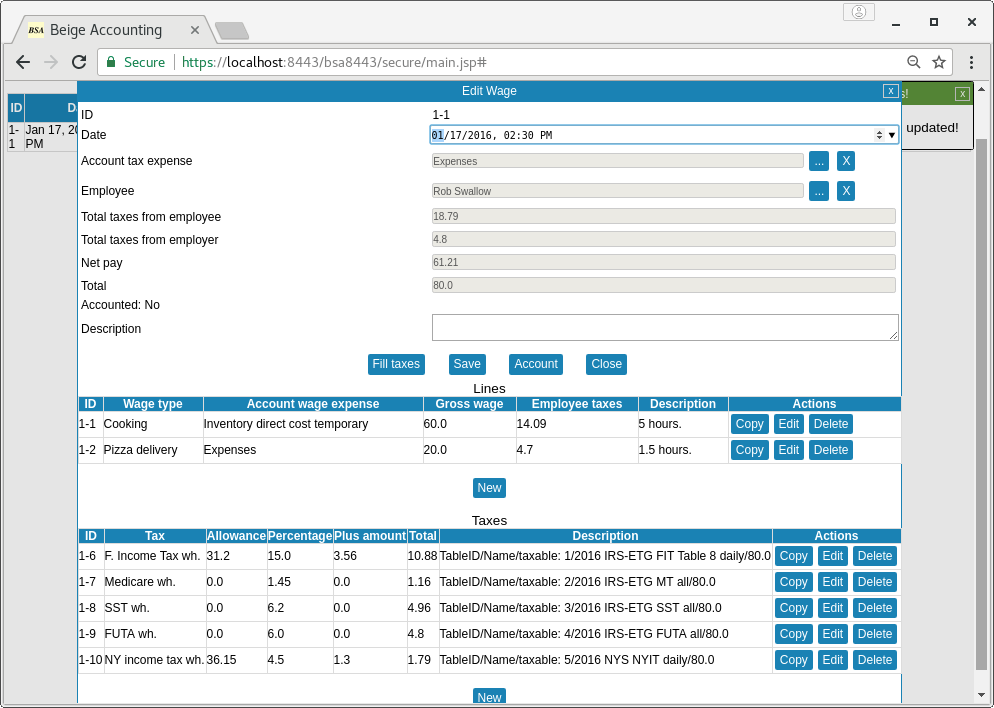 BSA Beige Accounting
Secure https://localhost:8443/bsa8443/secure/main.jsp#
Edit Wage x
s! x
updated!
ID D
1-1 Jan 17, 20 PM
ID 1-1
Date 01/17/2016, 02:30 PM
Account tax expense Expenses ... X
Employee Rob Swallow ... X
Total taxes from employee 18.79
Total taxes from employer 4.8
Net pay 61.21
Total 80.0
Accounted: No
Description
Fill taxes Save Account Close
Lines
ID Wage type Account wage expense Gross wage Employee taxes Description Actions
1-1 Cooking Inventory direct cost temporary 60.0 14.09 5 hours. Copy Edit Delete
1-2 Pizza delivery Expenses 20.0 4.7 1.5 hours. Copy Edit Delete
New
Taxes
ID Tax Allowance Percentage Plus amount Total Description Actions
1-6 F. Income Tax wh. 31.2 15.0 3.56 10.88 TableID/Name/taxable: 1/2016 IRS-ETG FIT Table 8 daily/80.0 Copy Edit Delete
1-7 Medicare wh. 0.0 1.45 0.0 1.16 TableID/Name/taxable: 2/2016 IRS-ETG MT all/80.0 Copy Edit Delete
1-8 SST wh. 0.0 6.2 0.0 4.96 TableID/Name/taxable: 3/2016 IRS-ETG SST all/80.0 Copy Edit Delete
1-9 FUTA wh. 0.0 6.0 0.0 4.8 TableID/Name/taxable: 4/2016 IRS-ETG FUTA all/80.0 Copy Edit Delete
1-10 NY income tax wh. 36.15 4.5 1.3 1.79 TableID/Name/taxable: 5/2016 NYS NYIT daily/80.0 Copy Edit Delete
New